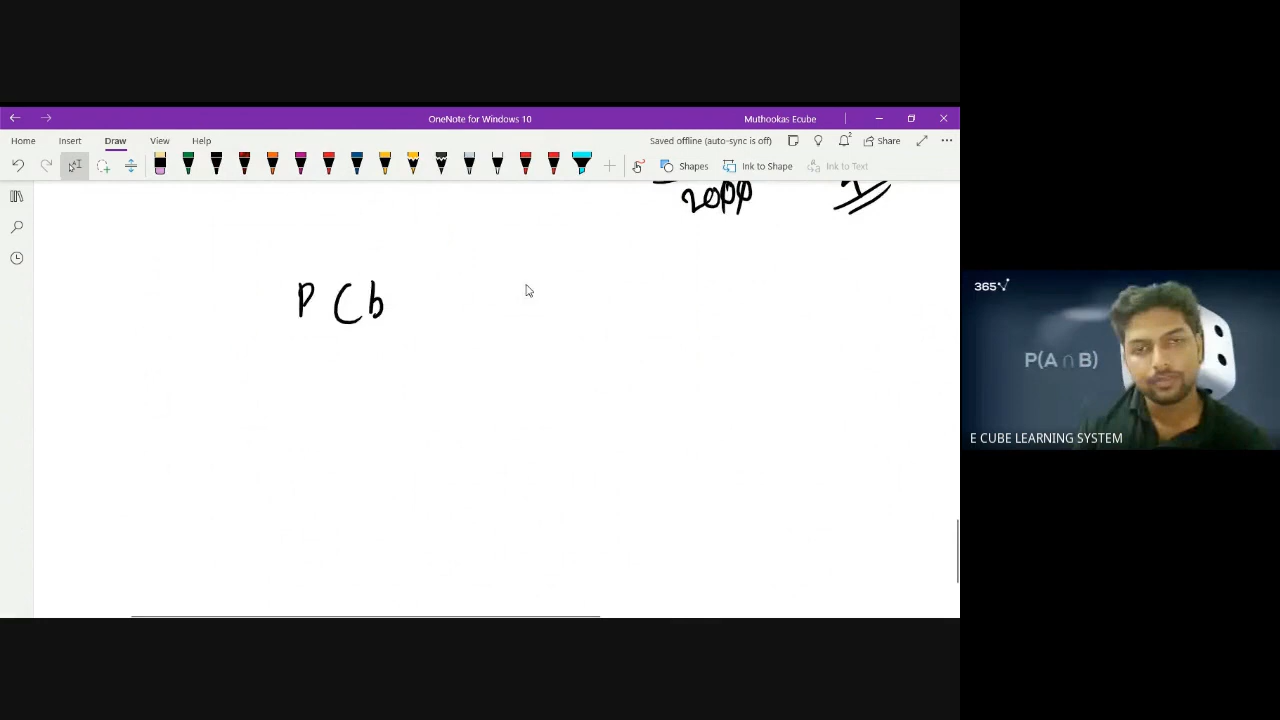 OneNote for Windows 10
Muthookas Ecube
Home Insert Draw View Help
Saved offline (auto-sync is off)
Share
Shapes
Ink to Shape
Ink to Text
2000
P (b
365
P(A ∩ B)
E CUBE LEARNING SYSTEM